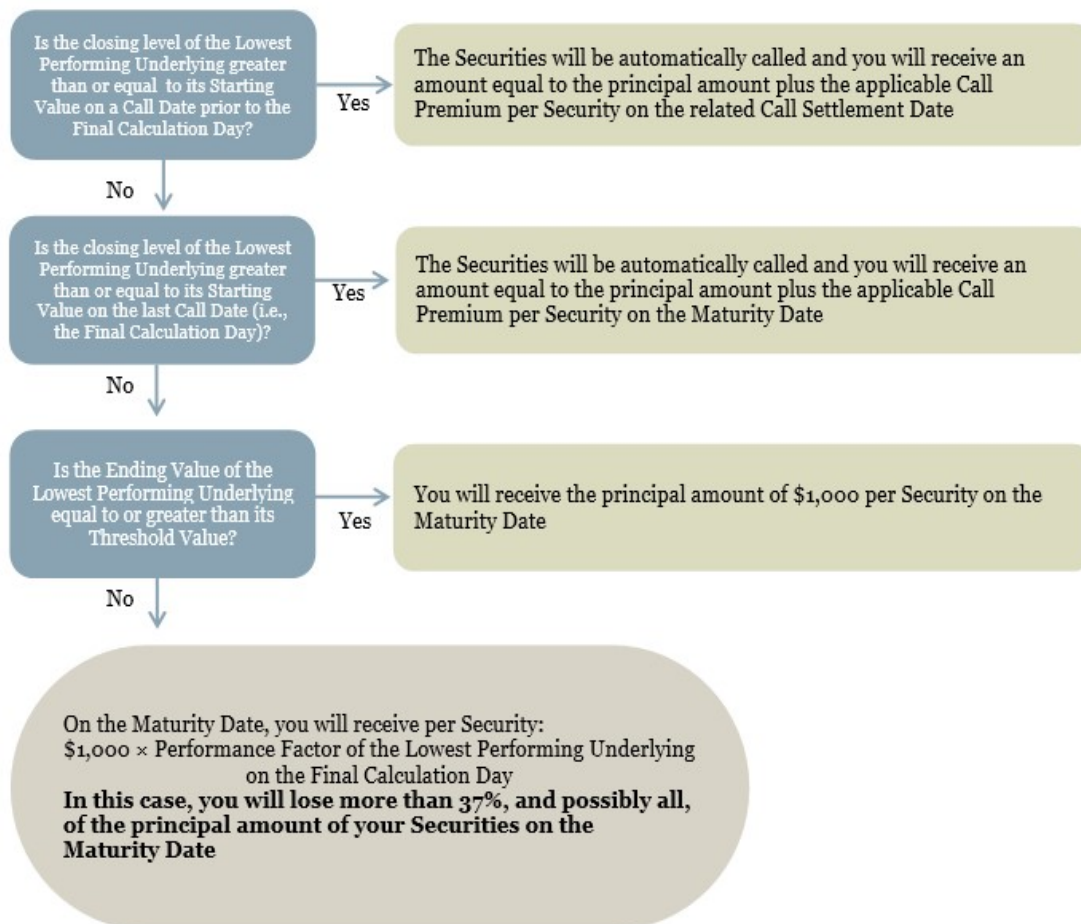 Is the closing level of the Lowest
Performing Underlying greater
than or equal to its Starting
Value on a Call Date prior to the
Final Calculation Day?
Yes
The Securities will be automatically called and you will receive an
amount equal to the principal amount plus the applicable Call
Premium per Security on the related Call Settlement Date
No
Is the closing level of the Lowest
Performing Underlying greater
than or equal to its Starting
Value on the last Call Date (i.e.,
the Final Calculation Day)?
Yes
The Securities will be automatically called and you will receive an
amount equal to the principal amount plus the applicable Call
Premium per Security on the Maturity Date
No
Is the Ending Value of the
Lowest Performing Underlying
equal to or greater than its
Threshold Value?
Yes
You will receive the principal amount of $1,000 per Security on the
Maturity Date
No
On the Maturity Date, you will receive per Security:
$1,000 × Performance Factor of the Lowest Performing Underlying
on the Final Calculation Day
In this case, you will lose more than 37%, and possibly all,
of the principal amount of your Securities on the
Maturity Date